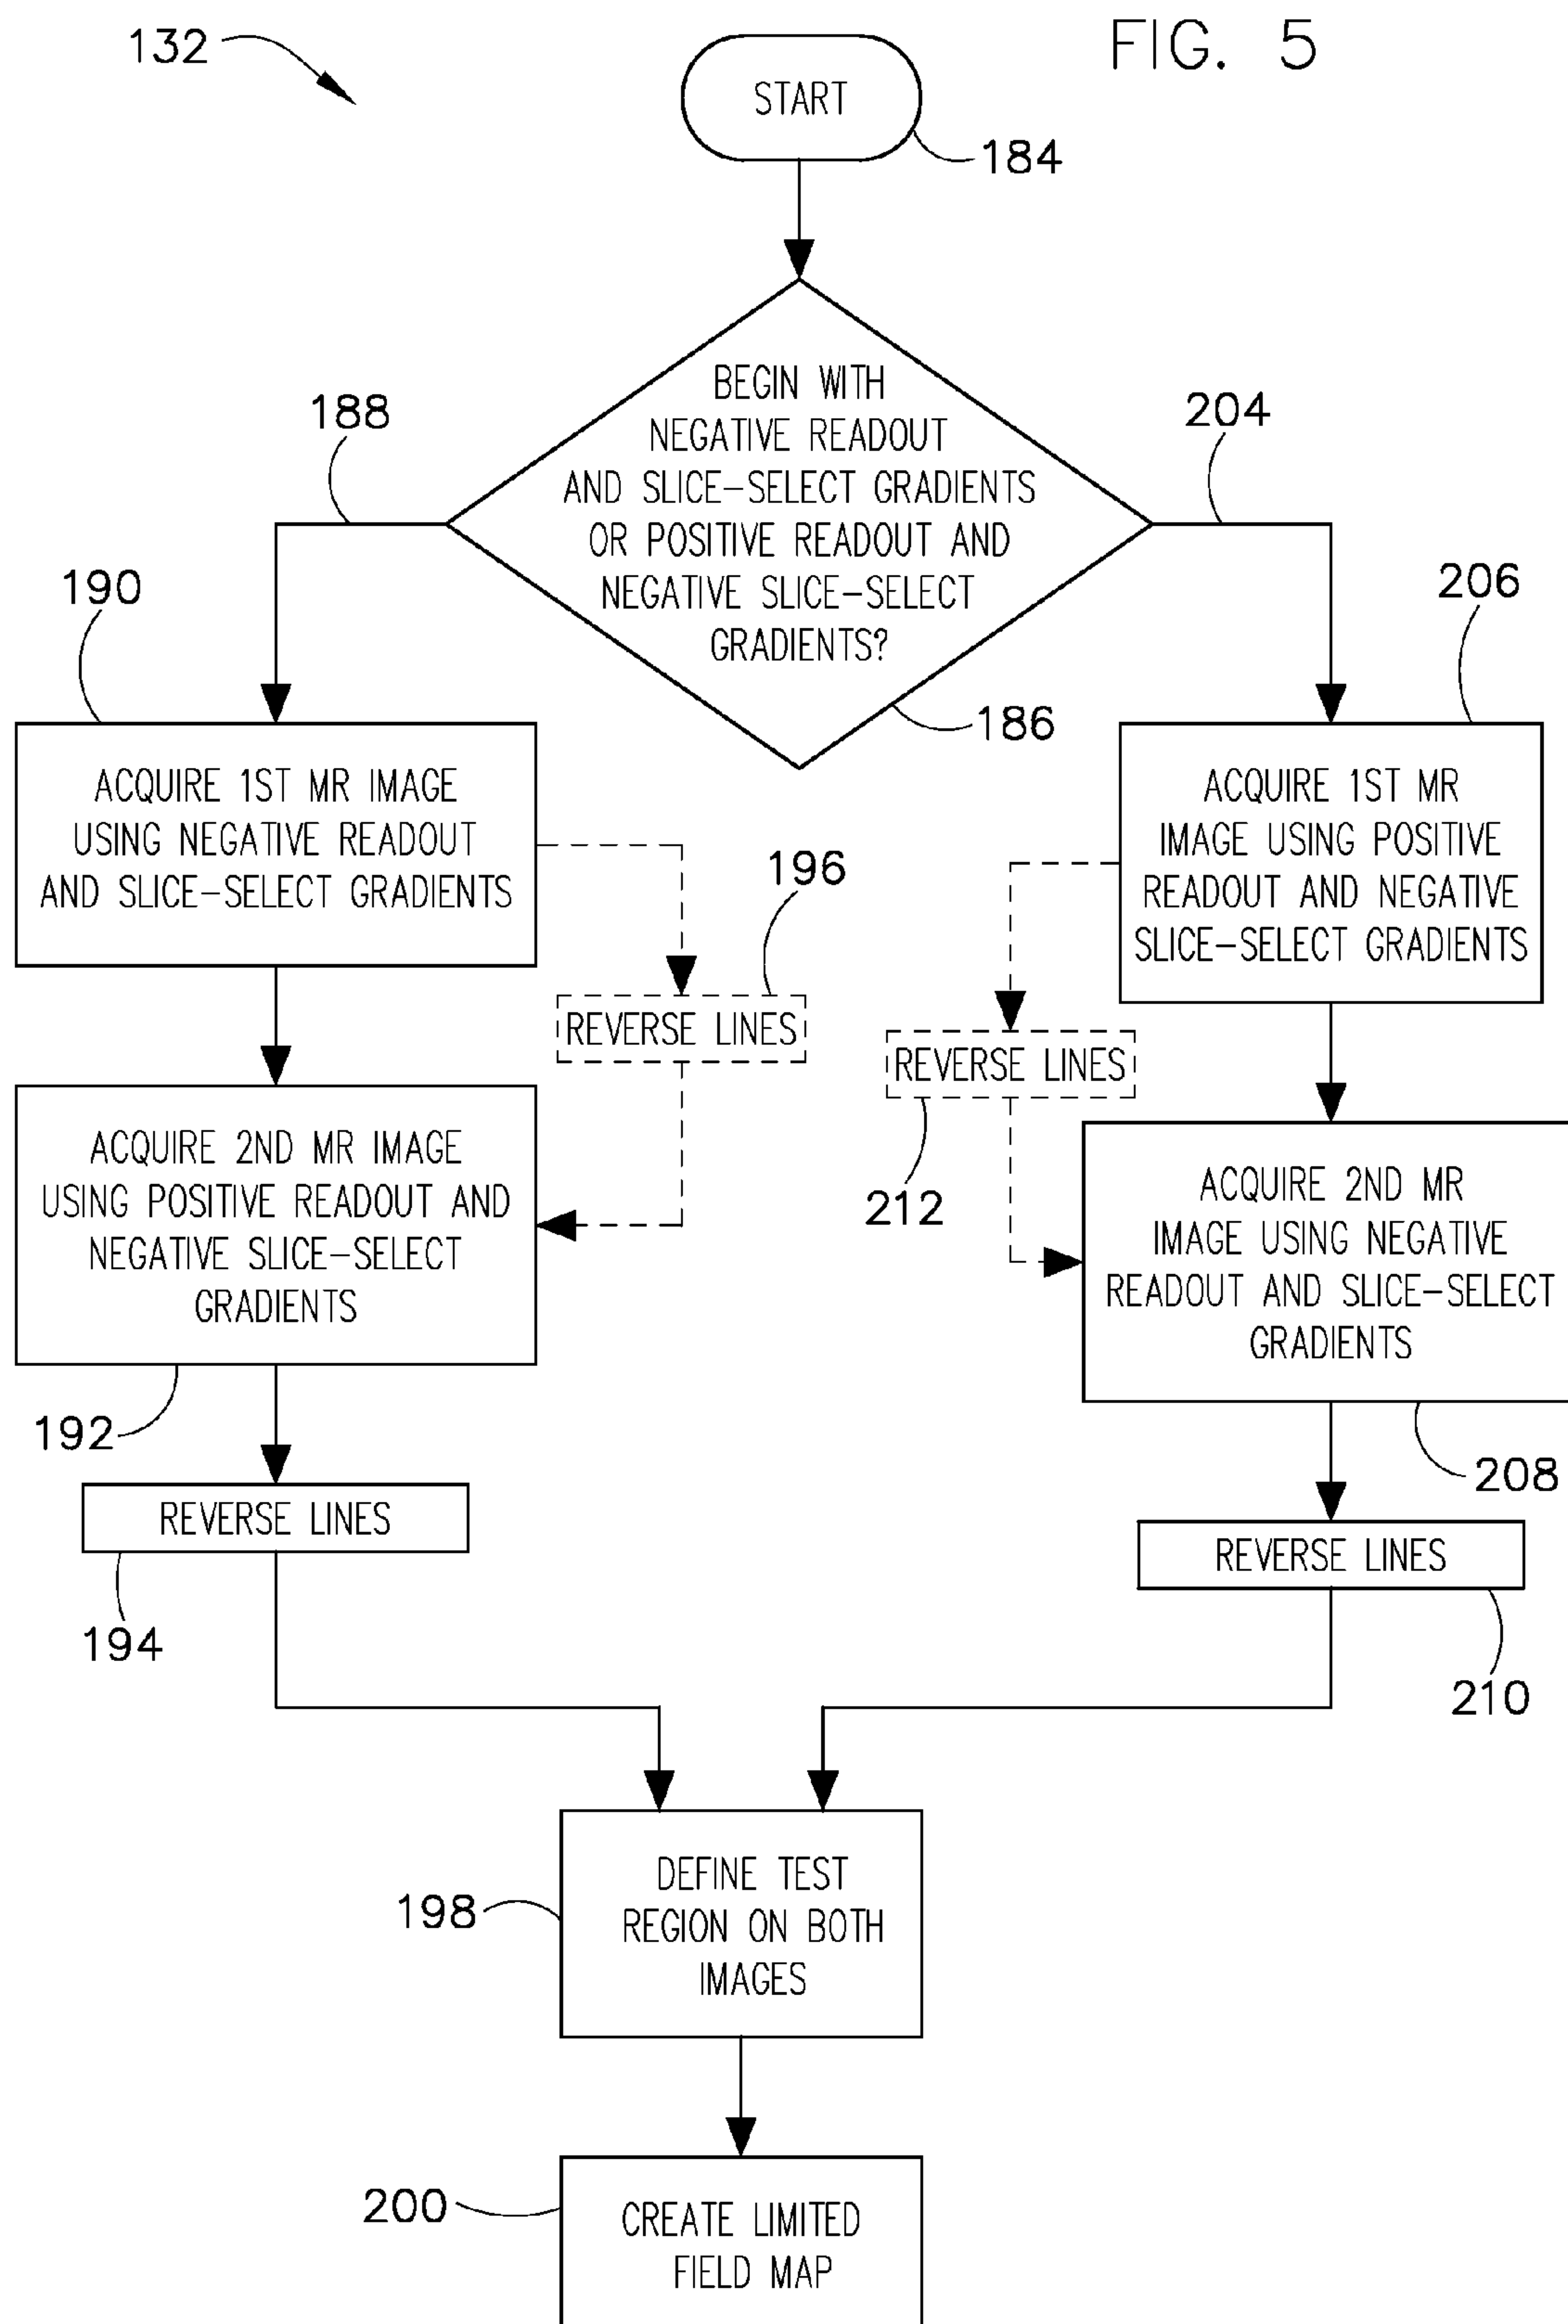 132
FIG. 5
START
184
BEGIN WITH
NEGATIVE READOUT
AND SLICE-SELECT GRADIENTS
OR POSITIVE READOUT AND
NEGATIVE SLICE-SELECT
GRADIENTS?
188
204
190
206
186
ACQUIRE 1ST MR IMAGE
USING NEGATIVE READOUT
AND SLICE-SELECT GRADIENTS
196
ACQUIRE 1ST MR
IMAGE USING POSITIVE
READOUT AND NEGATIVE
SLICE-SELECT GRADIENTS
REVERSE LINES
REVERSE LINES
212
ACQUIRE 2ND MR IMAGE
USING POSITIVE READOUT AND
NEGATIVE SLICE-SELECT
GRADIENTS
192
ACQUIRE 2ND MR
IMAGE USING NEGATIVE
READOUT AND SLICE-SELECT
GRADIENTS
208
REVERSE LINES
194
REVERSE LINES
210
DEFINE TEST
REGION ON BOTH
IMAGES
198
200
CREATE LIMITED
FIELD MAP